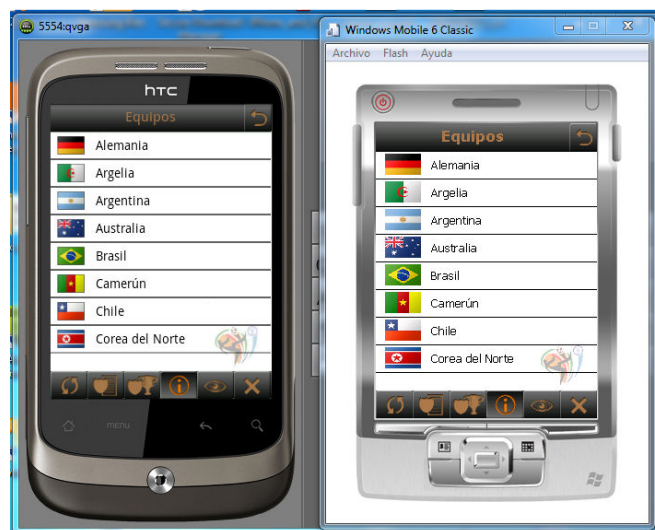 5554:qvga
hTC
Equipos
Alemania
Argelia
Argentina
Australia
Brasil
Camerún
Chile
Corea del Norte
menu
Windows Mobile 6 Classic
Archivo Flash Ayuda
Equipos
Alemania
Argelia
Argentina
Australia
Brasil
Camerún
Chile
Corea del Norte